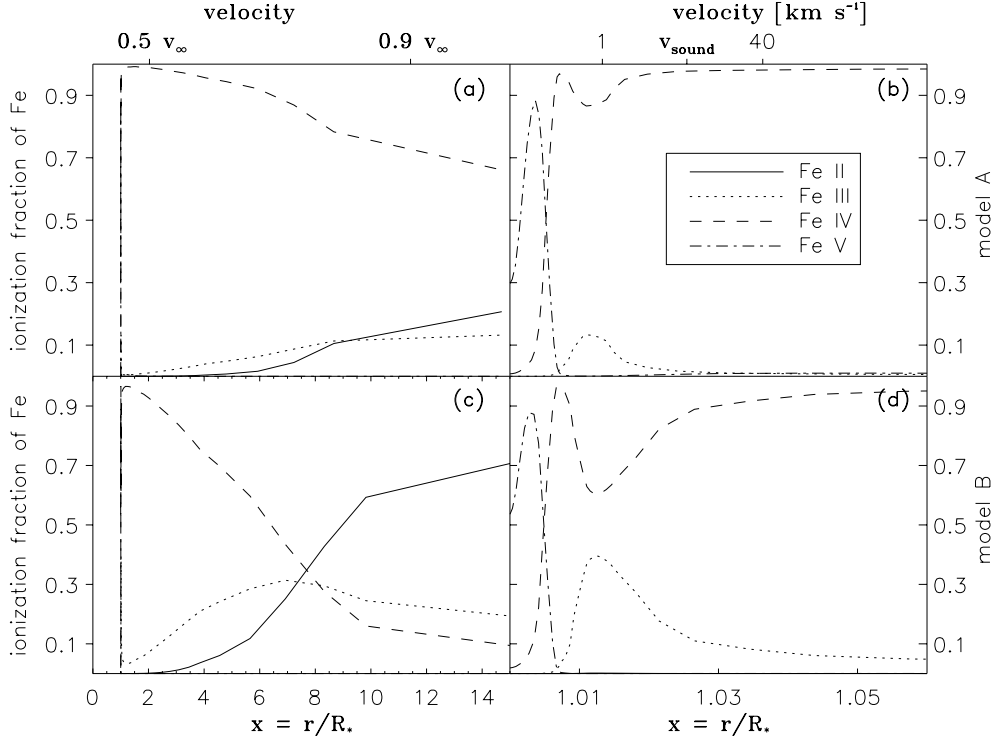 velocity
velocity [km s⁻¹]
0.5 v∞
0.9 v∞
1
v_sound
40
ionization fraction of Fe
0.9
0.7
0.5
0.3
0.1
(a)
(b)
Fe II
Fe III
Fe IV
Fe V
0.9
0.7
0.5
0.3
0.1
model A
ionization fraction of Fe
0.9
0.7
0.5
0.3
0.1
(c)
(d)
0.9
0.7
0.5
0.3
0.1
model B
0
2
4
6
8
10
12
14
1.01
1.03
1.05
x = r/R*
x = r/R*